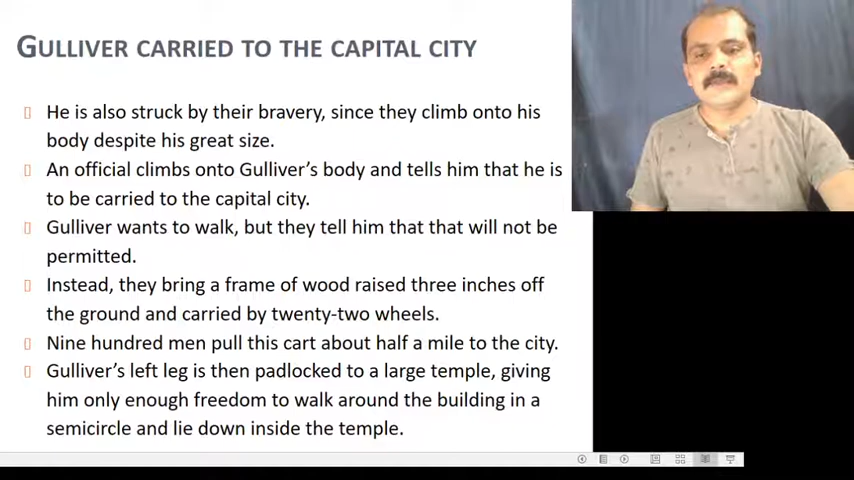 GULLIVER CARRIED TO THE CAPITAL CITY
He is also struck by their bravery, since they climb onto his
body despite his great size.
An official climbs onto Gulliver's body and tells him that he is
to be carried to the capital city.
Gulliver wants to walk, but they tell him that that will not be
permitted.
Instead, they bring a frame of wood raised three inches off
the ground and carried by twenty-two wheels.
Nine hundred men pull this cart about half a mile to the city.
Gulliver's left leg is then padlocked to a large temple, giving
him only enough freedom to walk around the building in a
semicircle and lie down inside the temple.